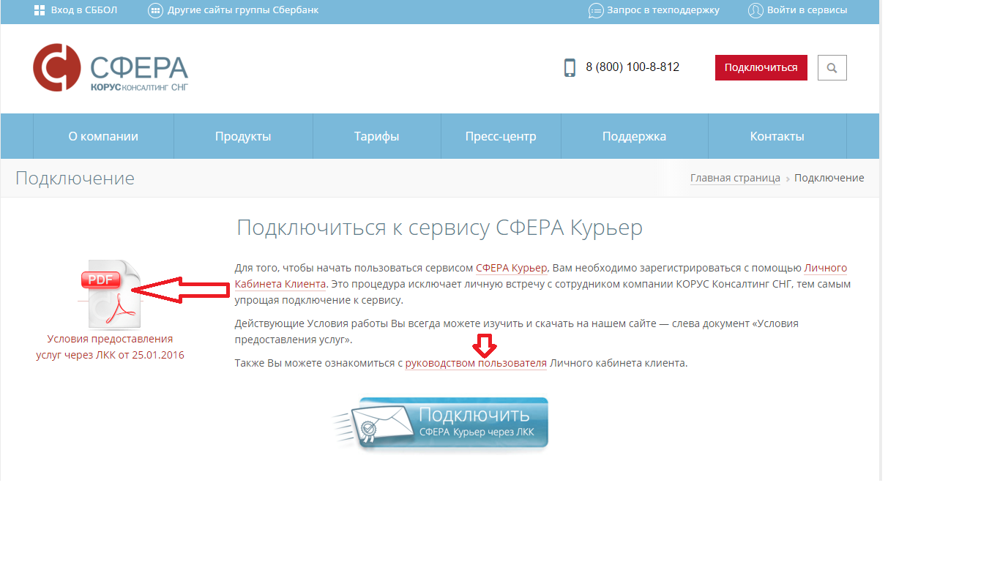 Вход в СББОЛ
Другие сайты группы Сбербанк
Запрос в техподдержку
Войти в сервисы
СФЕРА
КОРУС КОНСАЛТИНГ СНГ
8 (800) 100-8-812
Подключиться
О компании
Продукты
Тарифы
Пресс-центр
Поддержка
Контакты
Подключение
Главная страница › Подключение
Подключиться к сервису СФЕРА Курьер
PDF
Условия предоставления
услуг через ЛКК от 25.01.2016
Для того, чтобы начать пользоваться сервисом СФЕРА Курьер, Вам необходимо зарегистрироваться с помощью Личного
Кабинета Клиента. Это процедура исключает личную встречу с сотрудником компании КОРУС Консалтинг СНГ, тем самым
упрощая подключение к сервису.
Действующие Условия работы Вы всегда можете изучить и скачать на нашем сайте — слева документ «Условия
предоставления услуг».
Также Вы можете ознакомиться с руководством пользователя Личного кабинета клиента.
Подключить
СФЕРА Курьер через ЛКК